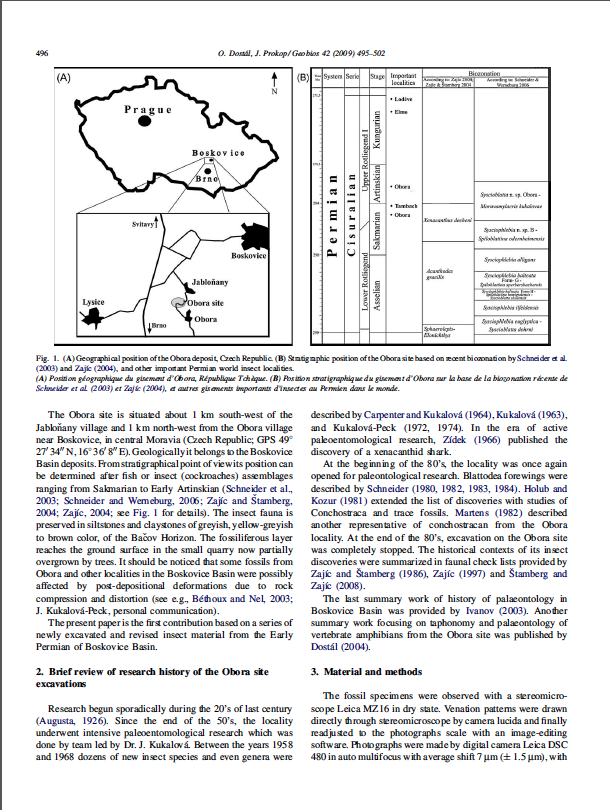 496
O. Dostál, J. Prokop / Geobios 42 (2009) 495–502
(A)
N
Prague
Boskovice
Brno
Svitavy
Boskovice
Jabloňany
Lysice
Obora site
Obora
Brno
(B)
System
Serie
Stage
Important
localities
Biozonation
According to: Zajíc 2000,
Zajíc & Štamberg 2004
According to: Schneider &
Werneburg 2006
Permian
Cisuralian
Upper Rotliegend I
Lower Rotliegend
Kungurian
Artinskian
Sakmarian
Asselian
• Lodève
• Elmo
• Obora
• Tambach
• Obora
Xenacanthus decheni
Acanthodes
gracilis
Sphaerolepis-
Elonichthys
Sysciobatta n. sp. Obora -
Moravamylacris kukalovae
Sysciophlebia n. sp. B -
Spiloblattina odernheimensis
Sysciophlebia alligans
Sysciophlebia balteata
Form- G -
Spiloblattina sperbersbachensis
Sysciophlebia ilfeldensis
Sysciophlebia euglyptica -
Syscioblatta dohrni
Fig. 1. (A) Geographical position of the Obora deposit, Czech Republic. (B) Stratigraphic position of the Obora site based on recent biozonation by Schneider et al.
(2003) and Zajíc (2004), and other important Permian world insect localities.
(A) Position géographique du gisement d'Obora, République Tchèque. (B) Position stratigraphique du gisement d'Obora sur la base de la biozonation récente de
Schneider et al. (2003) et Zajíc (2004), et autres gisements importants d'insectes au Permien dans le monde.
The Obora site is situated about 1 km south-west of the
Jabloňany village and 1 km north-west from the Obora village
near Boskovice, in central Moravia (Czech Republic; GPS 49°
27′ 34″ N, 16° 36′ 8″ E). Geologically it belongs to the Boskovice
Basin deposits. From stratigraphical point of view its position can
be determined after fish or insect (cockroaches) assemblages
ranging from Sakmarian to Early Artinskian (Schneider et al.,
2003; Schneider and Werneburg, 2006; Zajíc and Štamberg,
2004; Zajíc, 2004; see Fig. 1 for details). The insect fauna is
preserved in siltstones and claystones of greyish, yellow-greyish
to brown color, of the Bačov Horizon. The fossiliferous layer
reaches the ground surface in the small quarry now partially
overgrown by trees. It should be noticed that some fossils from
Obora and other localities in the Boskovice Basin were possibly
affected by post-depositional deformations due to rock
compression and distortion (see e.g., Béthoux and Nel, 2003;
J. Kukalová-Peck, personal communication).
The present paper is the first contribution based on a series of
newly excavated and revised insect material from the Early
Permian of Boskovice Basin.
2. Brief review of research history of the Obora site
excavations
Research begun sporadically during the 20's of last century
(Augusta, 1926). Since the end of the 50's, the locality
underwent intensive paleoentomological research which was
done by team led by Dr. J. Kukalová. Between the years 1958
and 1968 dozens of new insect species and even genera were
described by Carpenter and Kukalová (1964), Kukalová (1963),
and Kukalová-Peck (1972, 1974). In the era of active
paleoentomological research, Zídek (1966) published the
discovery of a xenacanthid shark.
At the beginning of the 80's, the locality was once again
opened for paleontological research. Blattodea forewings were
described by Schneider (1980, 1982, 1983, 1984). Holub and
Kozur (1981) extended the list of discoveries with studies of
Conchostraca and trace fossils. Martens (1982) described
another representative of conchostracan from the Obora
locality. At the end of the 80's, excavation on the Obora site
was completely stopped. The historical contexts of its insect
discoveries were summarized in faunal check lists provided by
Zajíc and Štamberg (1986), Zajíc (1997) and Štamberg and
Zajíc (2008).
The last summary work of history of palaeontology in
Boskovice Basin was provided by Ivanov (2003). Another
summary work focusing on taphonomy and palaeontology of
vertebrate amphibians from the Obora site was published by
Dostál (2004).
3. Material and methods
The fossil specimens were observed with a stereomicro-
scope Leica MZ16 in dry state. Venation patterns were drawn
directly through stereomicroscope by camera lucida and finally
readjusted to the photographs scale with an image-editing
software. Photographs were made by digital camera Leica DSC
480 in auto multifocus with average shift 7 μm (± 1.5 μm), with